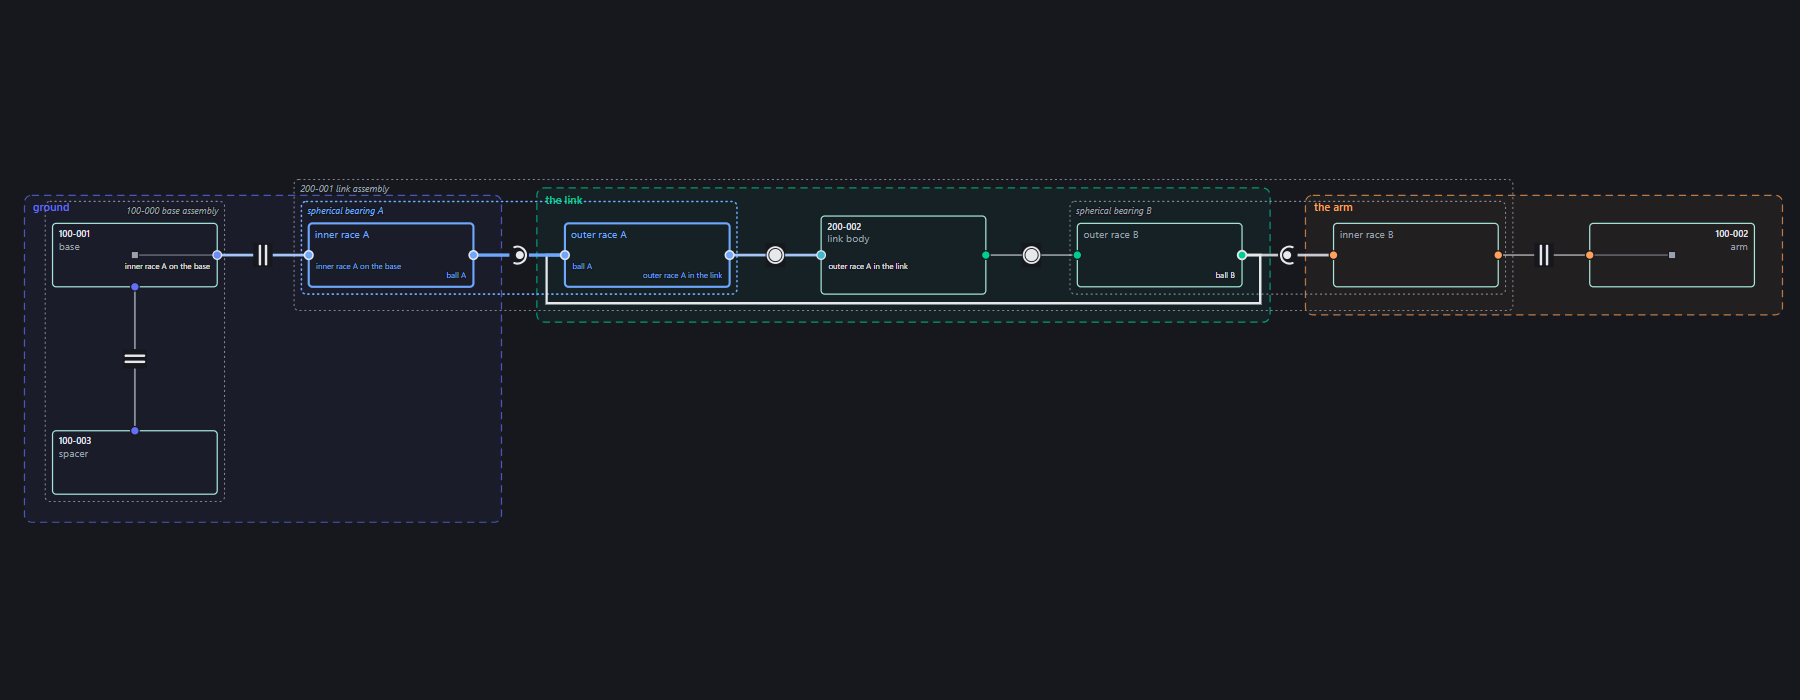 200-001 link assembly
ground
100-000 base assembly
100-001
base
inner race A on the base
spherical bearing A
inner race A
inner race A on the base
ball A
the link
outer race A
ball A
outer race A in the link
200-002
link body
outer race A in the link
spherical bearing B
outer race B
ball B
the arm
inner race B
100-002
arm
100-003
spacer